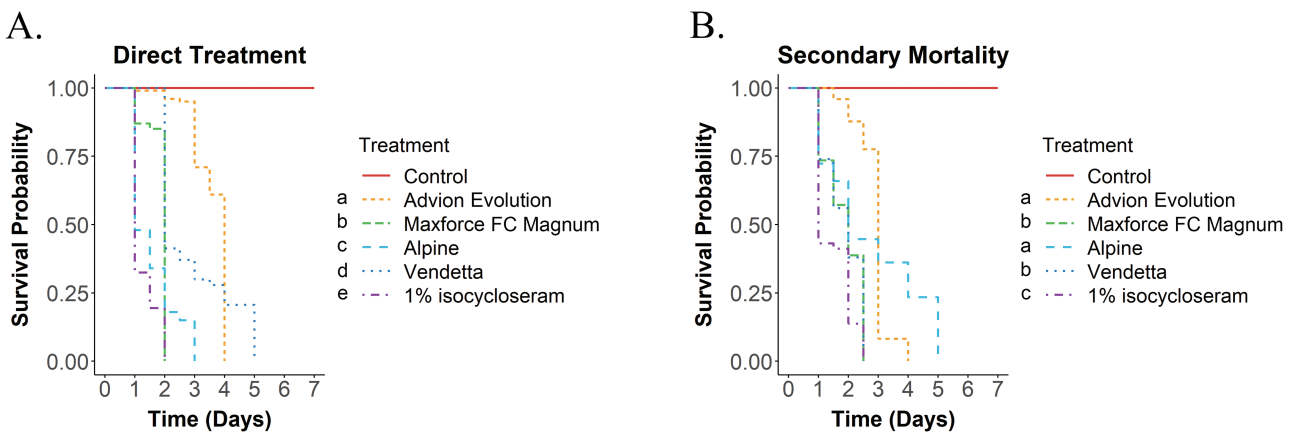 A.
Direct Treatment
Survival Probability
1.00
0.75
0.50
0.25
0.00
0 1 2 3 4 5 6 7
Time (Days)
Treatment
Control
a Advion Evolution
b Maxforce FC Magnum
c Alpine
d Vendetta
e 1% isocycloseram
B.
Secondary Mortality
Survival Probability
1.00
0.75
0.50
0.25
0.00
0 1 2 3 4 5 6 7
Time (Days)
Treatment
Control
a Advion Evolution
b Maxforce FC Magnum
a Alpine
b Vendetta
c 1% isocycloseram